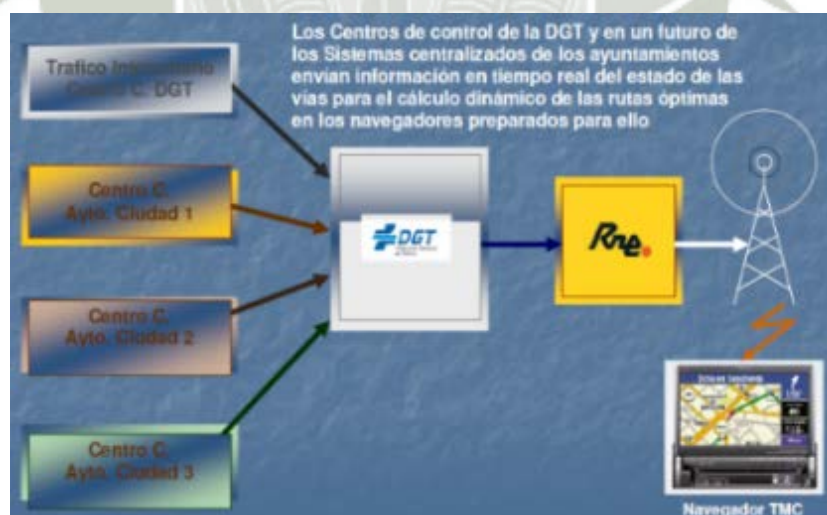 Los Centros de control de la DGT y en un futuro de
los Sistemas centralizados de los ayuntamientos
envian información en tiempo real del estado de las
vías para el cálculo dinámico de las rutas óptimas
en los navegadores preparados para ello
Trafico
Centro C. DGT
Centro C.
Ayto. Ciudad 1
Centro C.
Ayto. Ciudad 2
Centro C.
Ayto. Ciudad 3
DGT
Rne.
Navegador TMC